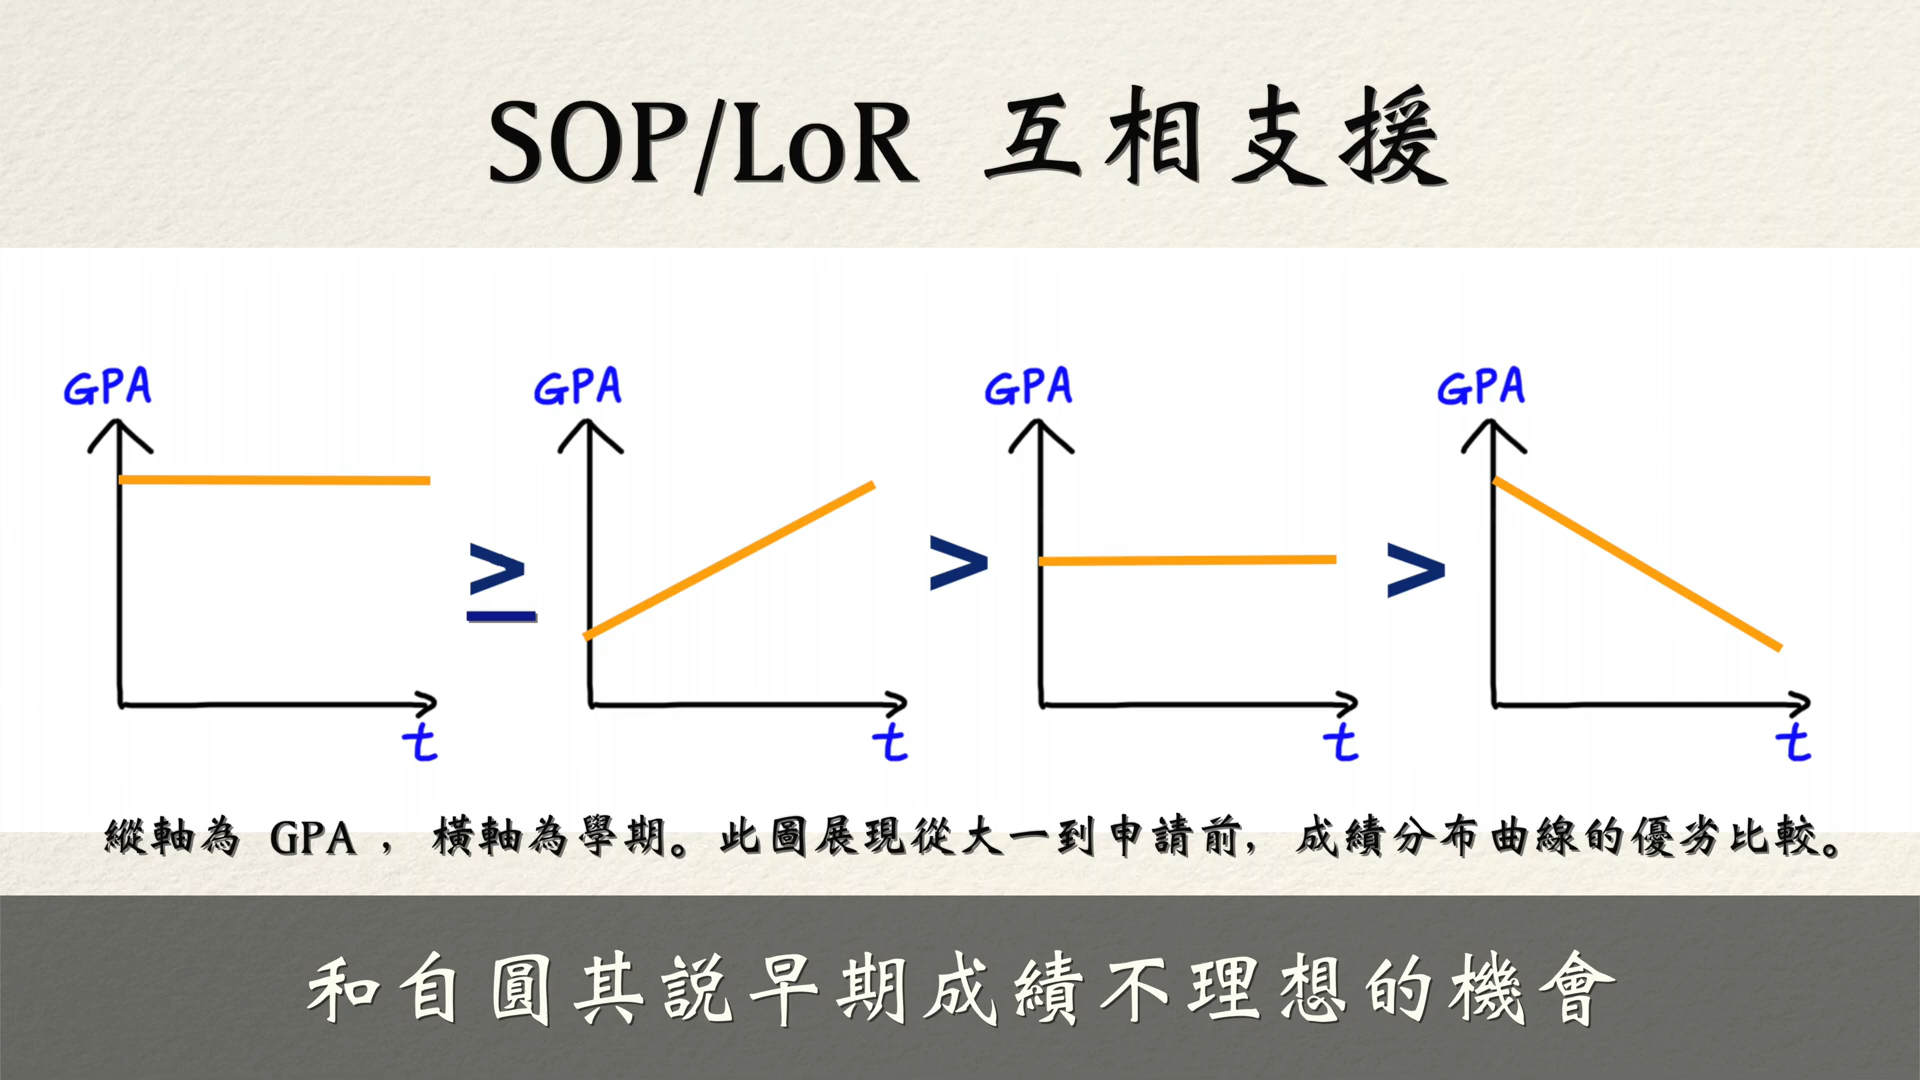 SOP/LoR 互相支援
GPA GPA GPA GPA
≥ > >
t t t t
縱軸為 GPA ， 橫軸為學期。此圖展現從大一到申請前，成績分布曲線的優劣比較。
和自圓其説早期成績不理想的機會